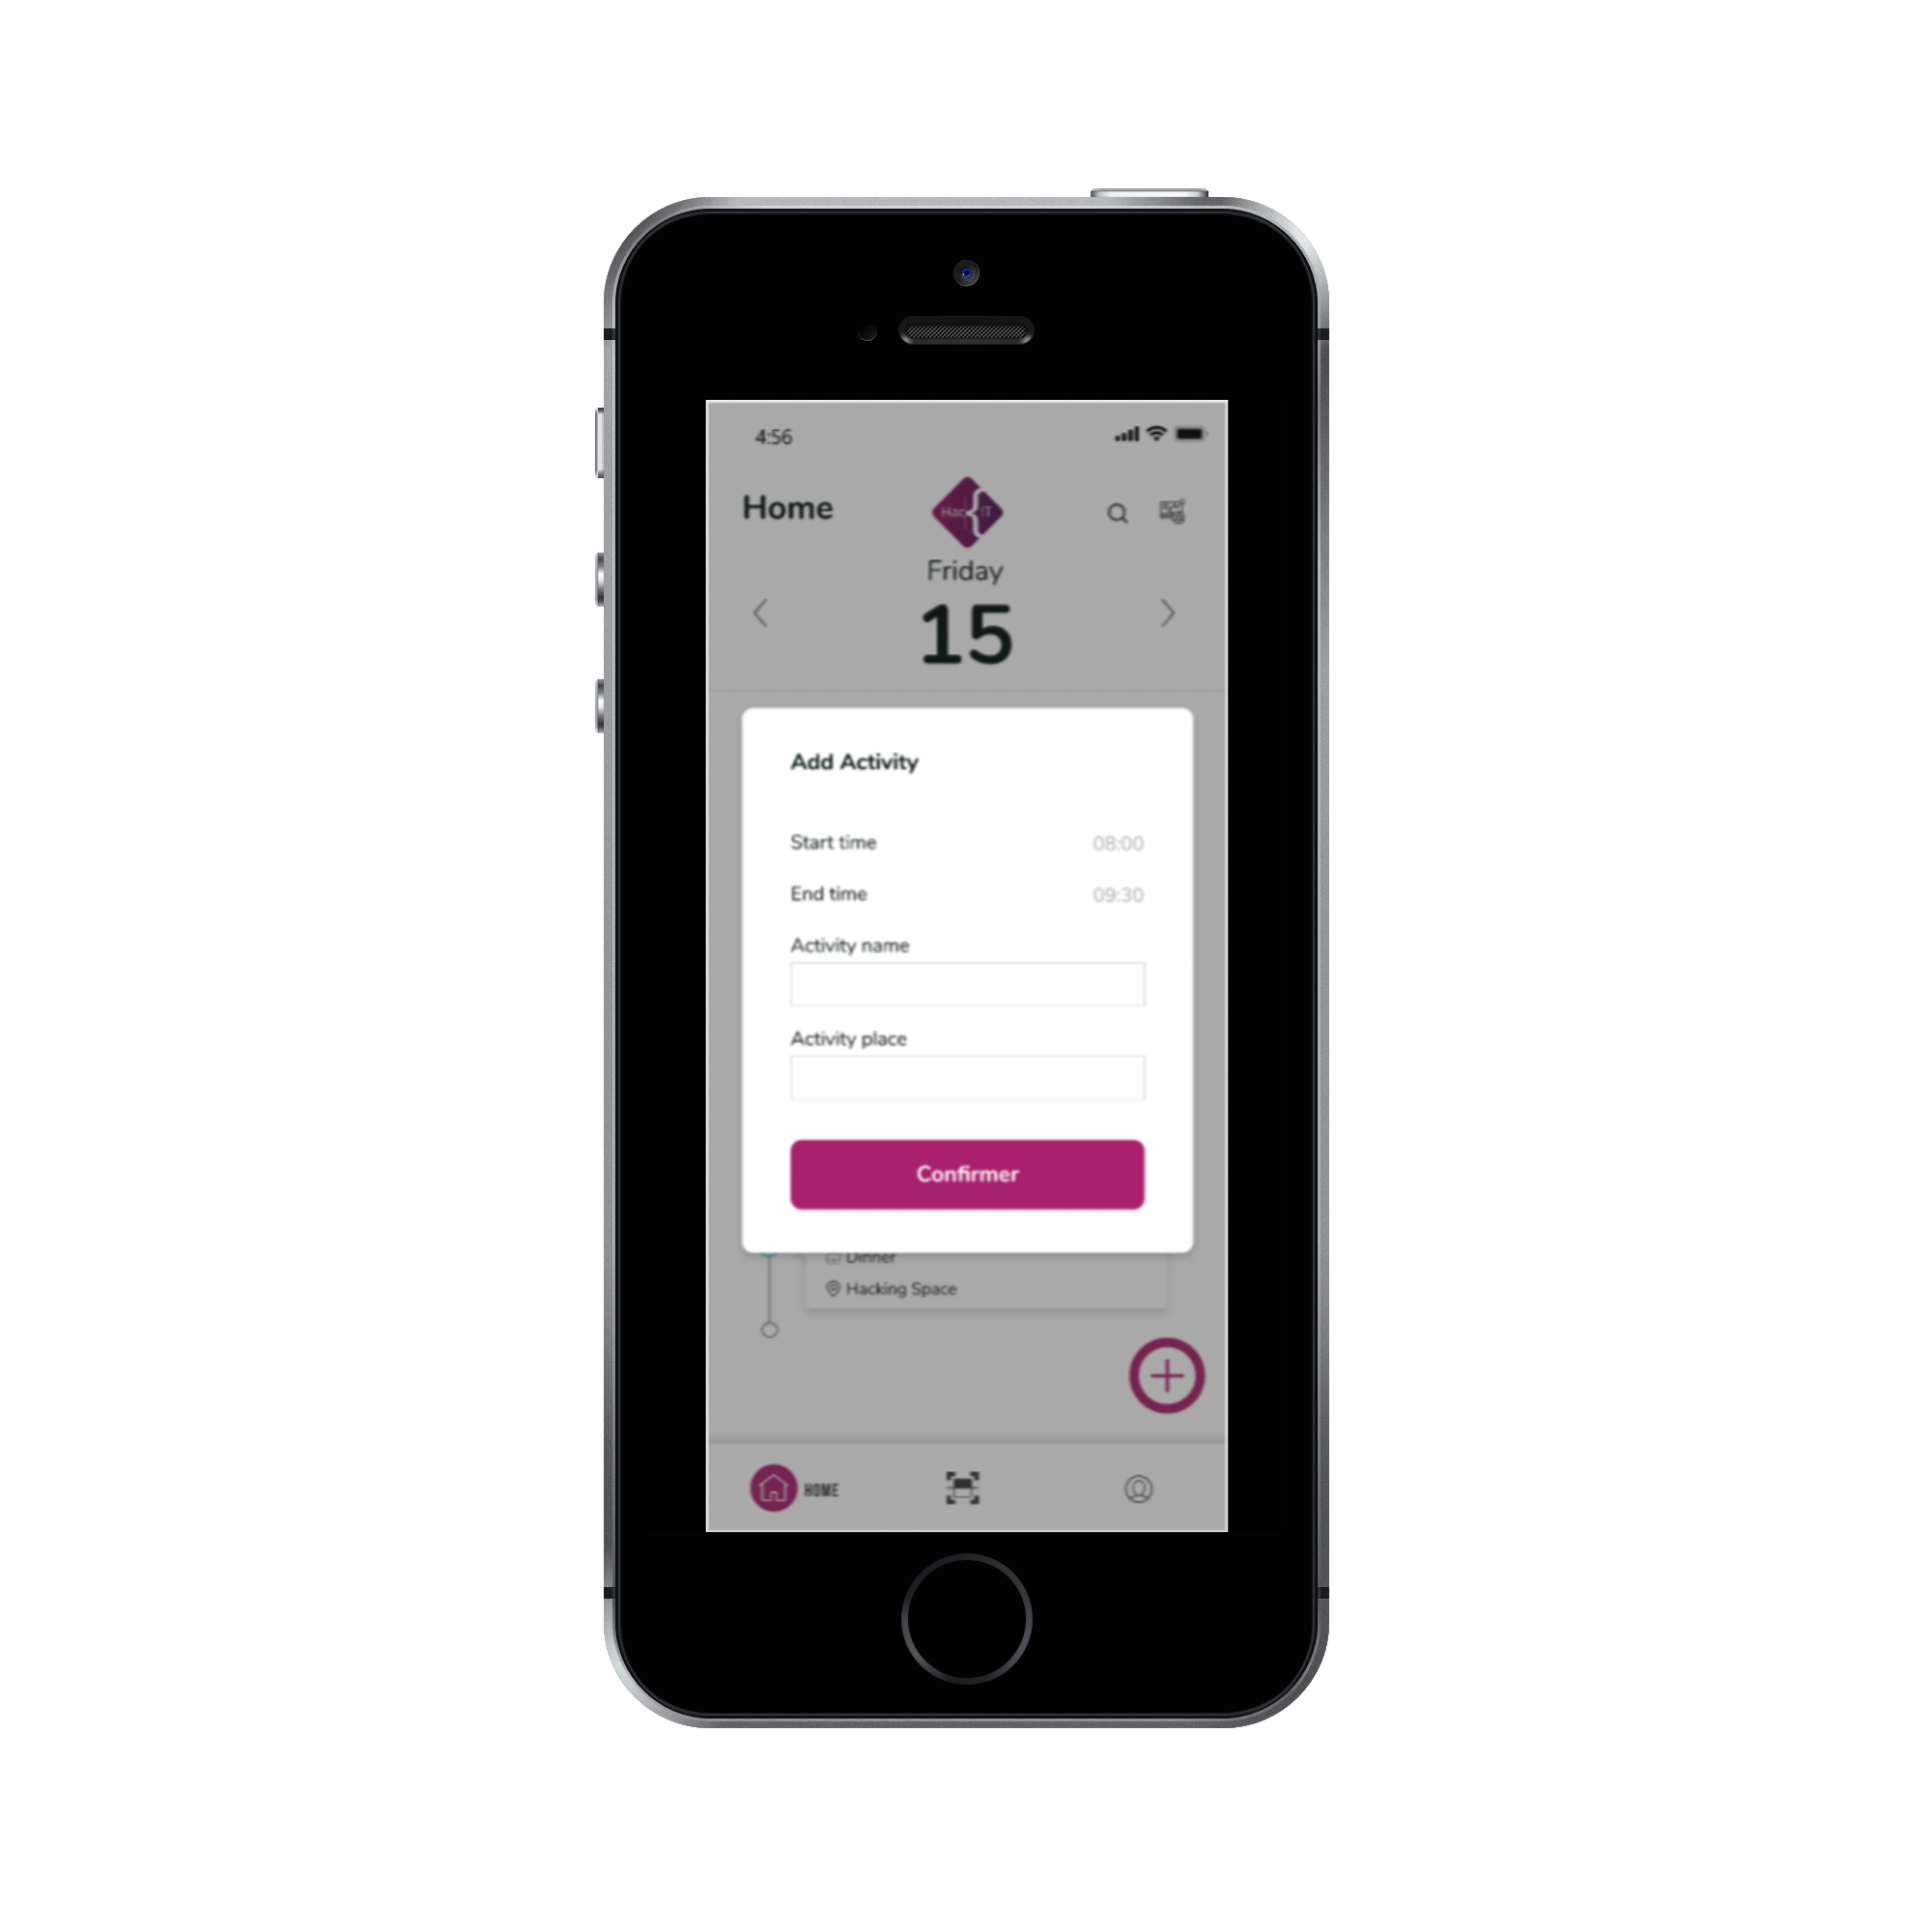 4:56
Home
Hack{IT
Friday
15
Add Activity
Start time 08:00
End time 09:30
Activity name
Activity place
Confirmer
Dinner
Hacking Space
HOME